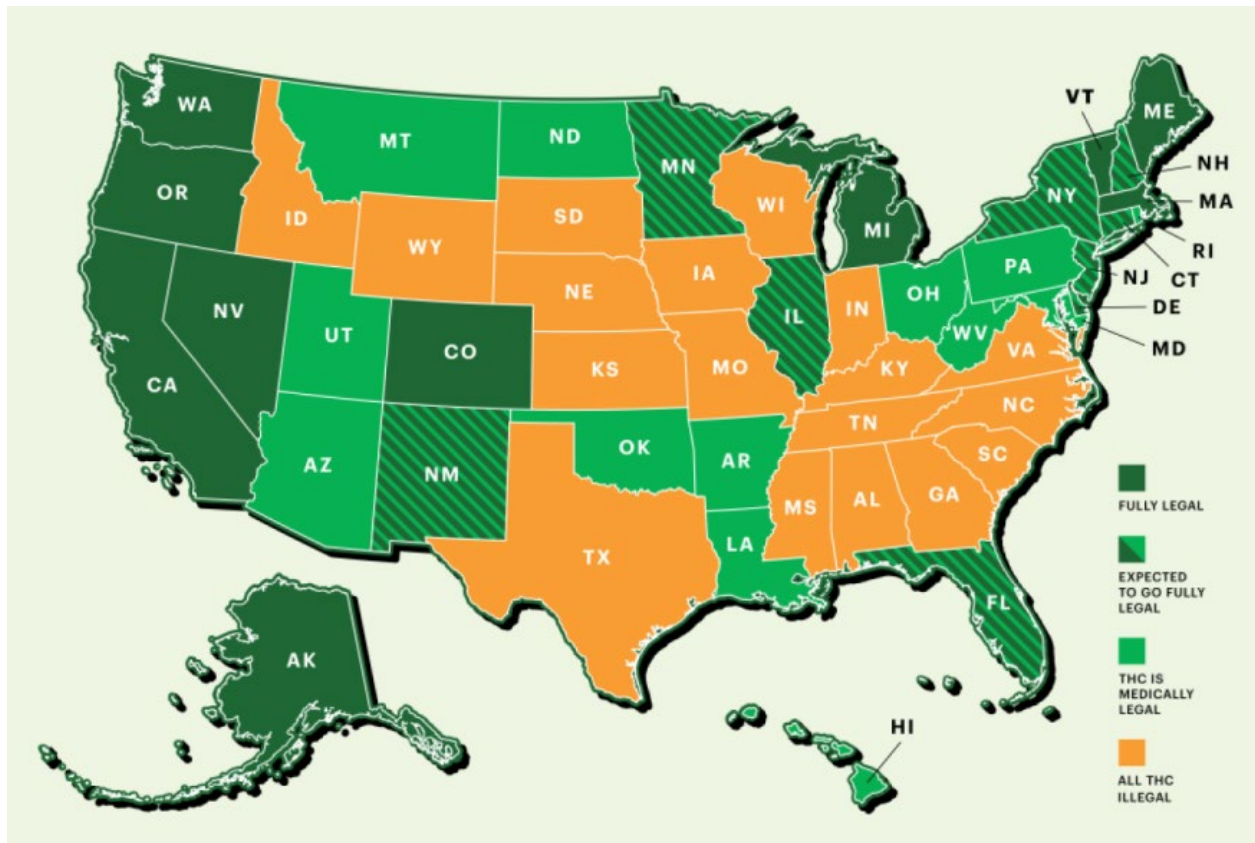 WA
MT
ND
MN
VT
ME
OR
ID
SD
WI
MI
NY
NH
MA
WY
RI
NV
UT
NE
IA
PA
NJ
CT
CO
IL
IN
OH
DE
WV
MD
CA
KS
MO
KY
VA
AZ
NM
OK
AR
TN
NC
SC
MS
AL
GA
TX
LA
FL
AK
HI
FULLY LEGAL
EXPECTED
TO GO FULLY
LEGAL
THC IS
MEDICALLY
LEGAL
ALL THC
ILLEGAL